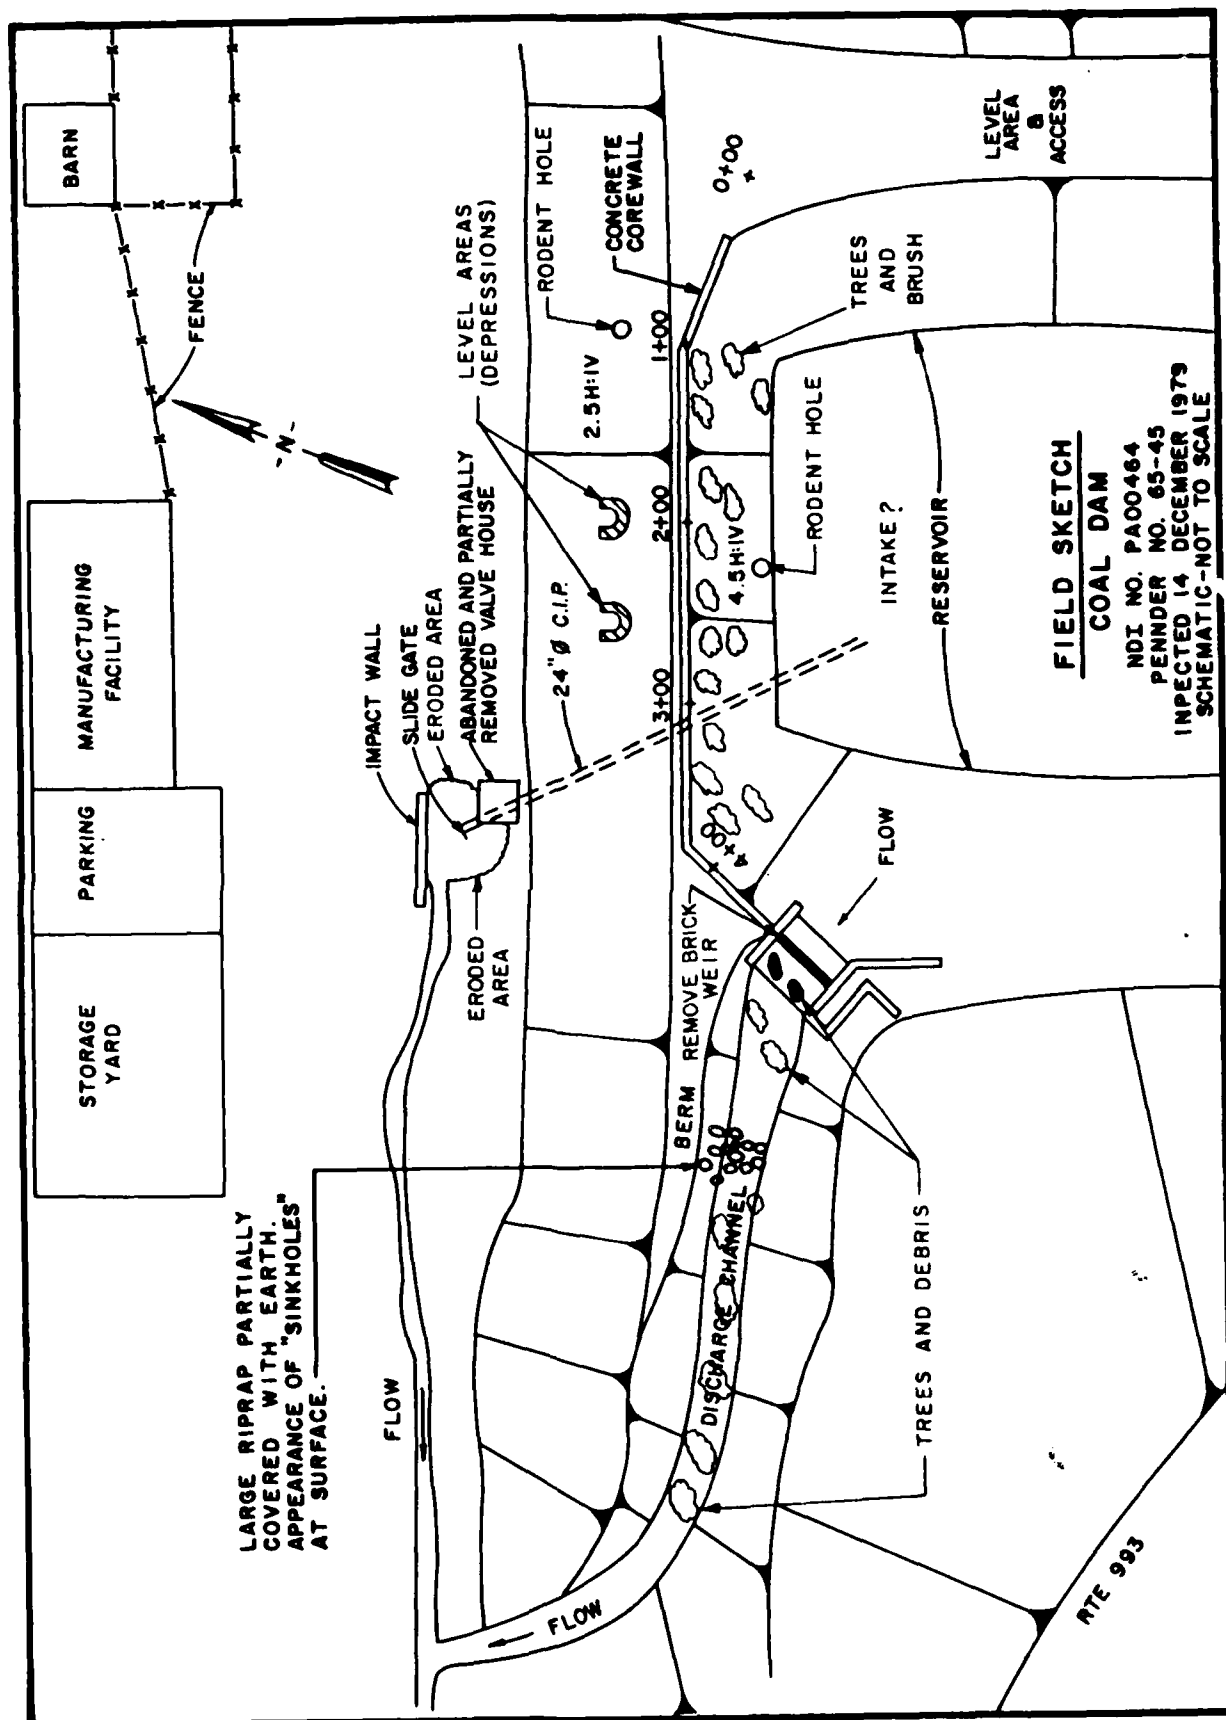 STORAGE
YARD
PARKING
MANUFACTURING
FACILITY
BARN
FENCE
-N-
LARGE RIPRAP PARTIALLY
COVERED WITH EARTH.
APPEARANCE OF "SINKHOLES"
AT SURFACE.
FLOW
IMPACT WALL
SLIDE GATE
ERODED AREA
ABANDONED AND PARTIALLY
REMOVED VALVE HOUSE
LEVEL AREAS
(DEPRESSIONS)
RODENT HOLE
ERODED
AREA
24" Ø C.I.P.
2.5H:1V
CONCRETE
COREWALL
FLOW
BERM
REMOVE BRICK
WEIR
4+00
3+00
2+00
1+00
0+00
4.5H:1V
DISCHARGE CHANNEL
RODENT HOLE
TREES
AND
BRUSH
FLOW
INTAKE?
RESERVOIR
LEVEL
AREA
&
ACCESS
TREES AND DEBRIS
RTE 993
FIELD SKETCH
COAL DAM
NDI NO. PA00464
PENNDER NO. 65-45
INPECTED 14 DECEMBER 1979
SCHEMATIC-NOT TO SCALE